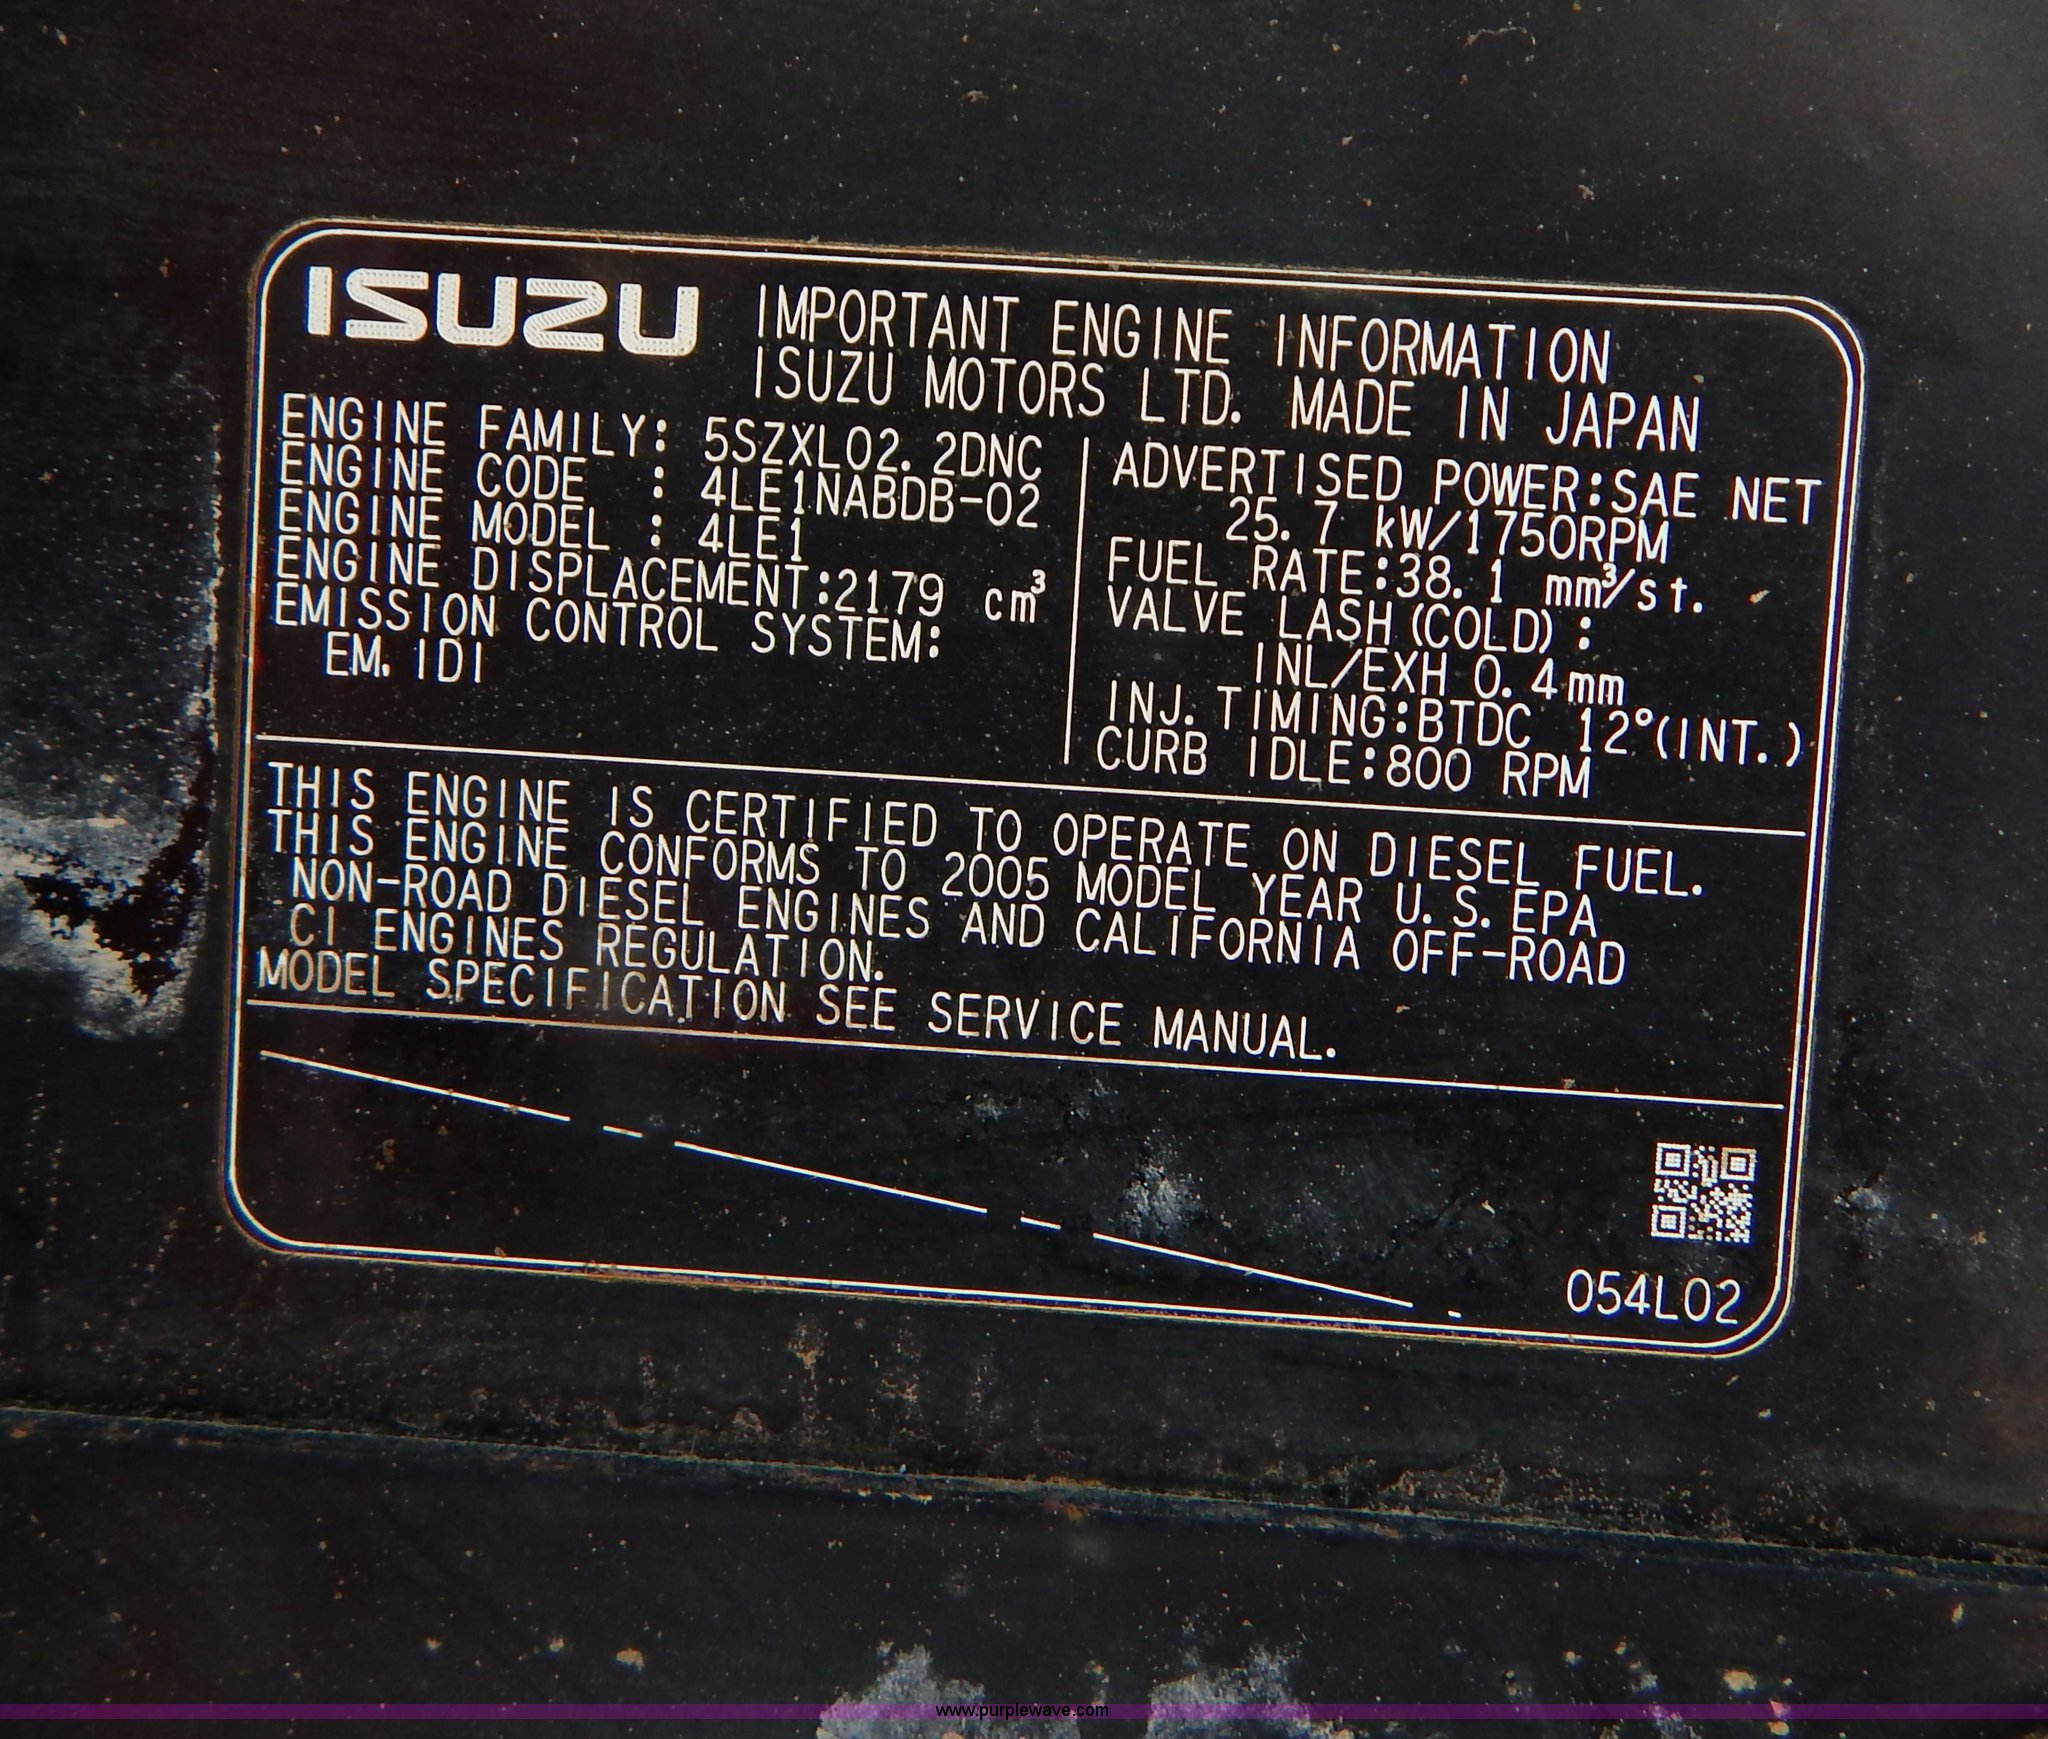 ISUZU
IMPORTANT ENGINE INFORMATION
ISUZU MOTORS LTD. MADE IN JAPAN
ENGINE FAMILY: 5SZXL02.2DNC
ENGINE CODE : 4LE1NABDB-02
ENGINE MODEL : 4LE1
ENGINE DISPLACEMENT:2179 cm³
EMISSION CONTROL SYSTEM:
EM. IDI
ADVERTISED POWER:SAE NET
25.7 kW/1750RPM
FUEL RATE:38.1 mm³/st.
VALVE LASH(COLD):
INL/EXH 0.4mm
INJ. TIMING:BTDC 12°(INT.)
CURB IDLE:800 RPM
THIS ENGINE IS CERTIFIED TO OPERATE ON DIESEL FUEL.
THIS ENGINE CONFORMS TO 2005 MODEL YEAR U.S.EPA
NON-ROAD DIESEL ENGINES AND CALIFORNIA OFF-ROAD
CI ENGINES REGULATION.
MODEL SPECIFICATION SEE SERVICE MANUAL.
054L02
www.purplewave.com